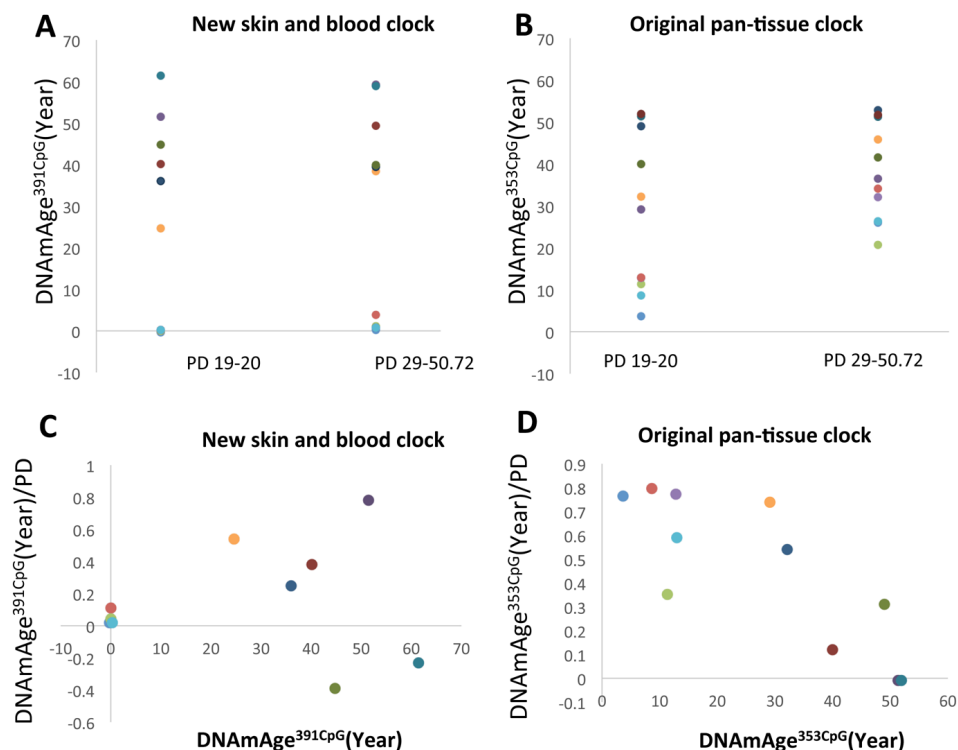 A
New skin and blood clock
DNAmAge391CpG(Year)
70
60
50
40
30
20
10
0
-10
PD 19-20
PD 29-50.72
B
Original pan-tissue clock
DNAmAge353CpG(Year)
70
60
50
40
30
20
10
0
-10
PD 19-20
PD 29-50.72
C
New skin and blood clock
DNAmAge391CpG(Year)/PD
1
0.8
0.6
0.4
0.2
0
-0.2
-0.4
-0.6
-10 0 10 20 30 40 50 60 70
DNAmAge391CpG(Year)
D
Original pan-tissue clock
DNAmAge353CpG(Year)/PD
0.9
0.8
0.7
0.6
0.5
0.4
0.3
0.2
0.1
0
-0.1
0 10 20 30 40 50 60
DNAmAge353CpG(Year)